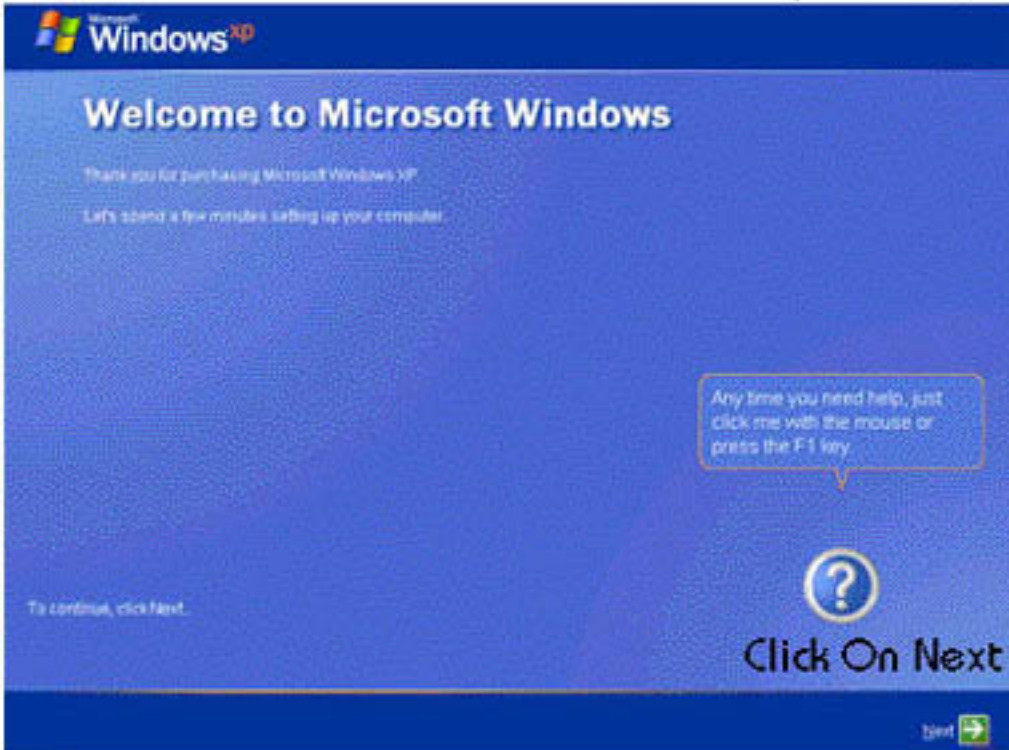 Microsoft
Windows xp
Welcome to Microsoft Windows
Thank you for purchasing Microsoft Windows XP
Let's spend a few minutes setting up your computer.
Any time you need help, just
click me with the mouse or
press the F1 key.
To continue, click Next.
Click On Next
Next